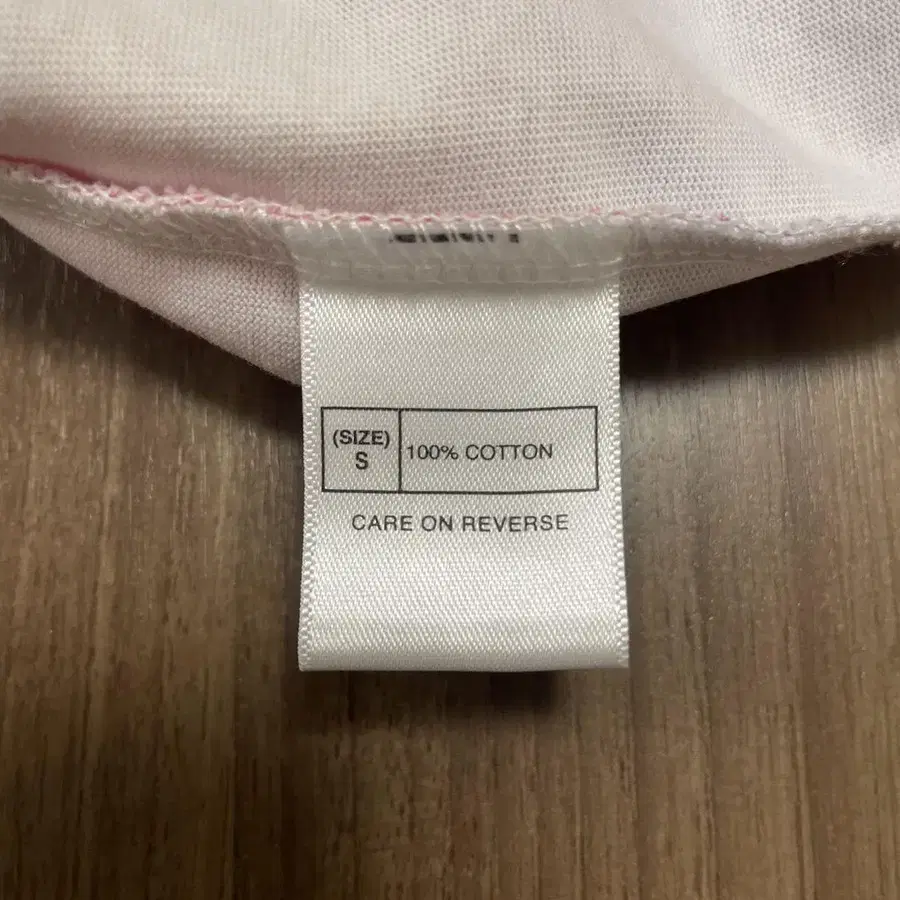 (SIZE)
S
100% COTTON
CARE ON REVERSE